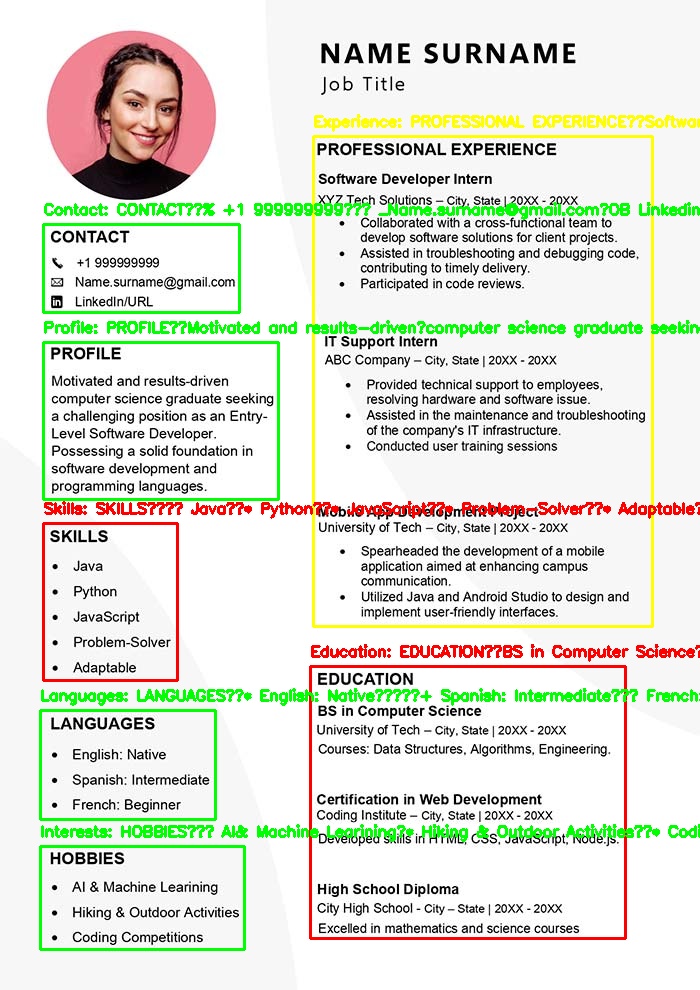 NAME SURNAME
Job Title
Contact: CONTACT??% +1 999999999??? _Name.surname@gmail.com?OB Linkedin
CONTACT
+1 999999999
Name.surname@gmail.com
LinkedIn/URL
Profile: PROFILE??Motivated and results-driven?computer science graduate seekin
PROFILE
Motivated and results-driven
computer science graduate seeking
a challenging position as an Entry-
Level Software Developer.
Possessing a solid foundation in
software development and
programming languages.
Skills: SKILLS???? Java??* Python??* JavaScript??* Problem-Solver??* Adaptable?
SKILLS
• Java
• Python
• JavaScript
• Problem-Solver
• Adaptable
Languages: LANGUAGES??* English: Native?????+ Spanish: Intermediate??? French:
LANGUAGES
• English: Native
• Spanish: Intermediate
• French: Beginner
Interests: HOBBIES??? AI& Machine Learining?* Hiking & Outdoor Activities??* Codi
HOBBIES
• AI & Machine Learining
• Hiking & Outdoor Activities
• Coding Competitions
Experience: PROFESSIONAL EXPERIENCE??Softwar
PROFESSIONAL EXPERIENCE
Software Developer Intern
XYZ Tech Solutions – City, State | 20XX - 20XX
• Collaborated with a cross-functional team to
develop software solutions for client projects.
• Assisted in troubleshooting and debugging code,
contributing to timely delivery.
• Participated in code reviews.
IT Support Intern
ABC Company – City, State | 20XX - 20XX
• Provided technical support to employees,
resolving hardware and software issue.
• Assisted in the maintenance and troubleshooting
of the company's IT infrastructure.
• Conducted user training sessions
Mobile App Development Project
University of Tech – City, State | 20XX - 20XX
• Spearheaded the development of a mobile
application aimed at enhancing campus
communication.
• Utilized Java and Android Studio to design and
implement user-friendly interfaces.
Education: EDUCATION??BS in Computer Science?
EDUCATION
BS in Computer Science
University of Tech – City, State | 20XX - 20XX
Courses: Data Structures, Algorithms, Engineering.
Certification in Web Development
Coding Institute – City, State | 20XX - 20XX
Developed skills in HTML, CSS, JavaScript, Node.js.
High School Diploma
City High School - City – State | 20XX - 20XX
Excelled in mathematics and science courses